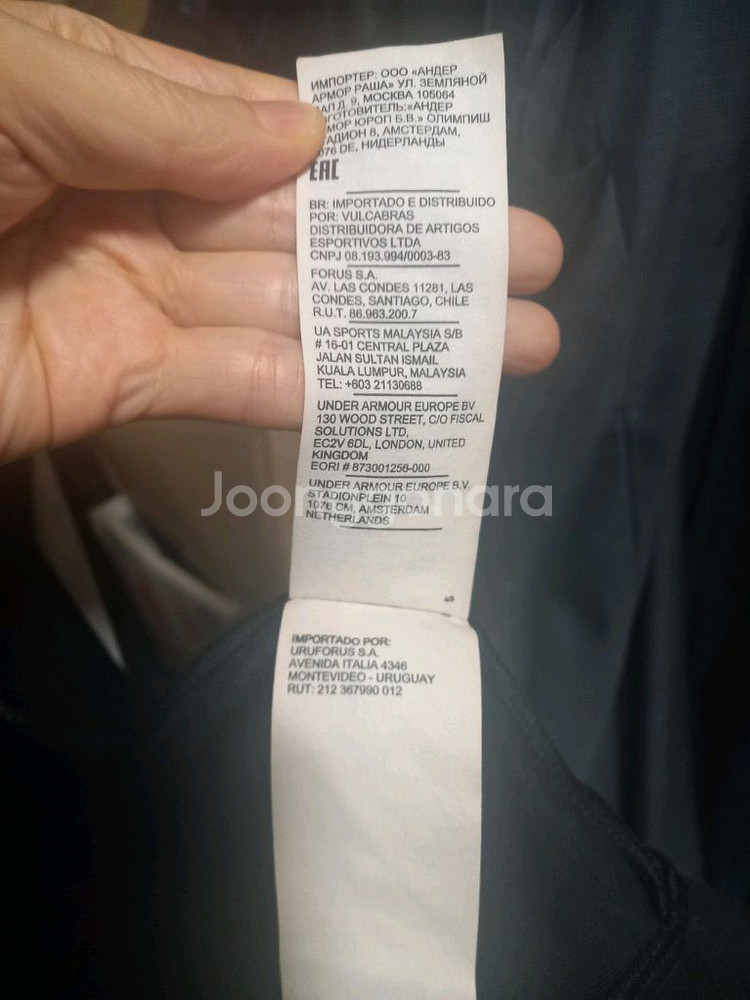 ИМПОРТЕР: ООО «АНДЕР
АРМОР РАША» УЛ. ЗЕМЛЯНОЙ
Д. 9, МОСКВА 105064
«АНДЕР
ЮРОП Б.В.» ОЛИМПИШ
8, АМСТЕРДАМ,
DE, НИДЕРЛАНДЫ
EAC
BR: IMPORTADO E DISTRIBUIDO
POR: VULCABRAS
DISTRIBUIDORA DE ARTIGOS
ESPORTIVOS LTDA
CNPJ 08.193.994/0003-83
FORUS S.A.
AV. LAS CONDES 11281, LAS
CONDES, SANTIAGO, CHILE
R.U.T. 86.963.200.7
UA SPORTS MALAYSIA S/B
# 16-01 CENTRAL PLAZA
JALAN SULTAN ISMAIL
KUALA LUMPUR, MALAYSIA
TEL: +603 21130688
UNDER ARMOUR EUROPE BV
130 WOOD STREET, C/O FISCAL
SOLUTIONS LTD,
EC2V 6DL, LONDON, UNITED
KINGDOM
EORI # 873001256-000
UNDER ARMOUR EUROPE B.V.
STADIONPLEIN 10
1076 CM, AMSTERDAM
NETHERLANDS
IMPORTADO POR:
URUFORUS S.A.
AVENIDA ITALIA 4346
MONTEVIDEO - URUGUAY
RUT: 212 367990 012
Joongonara